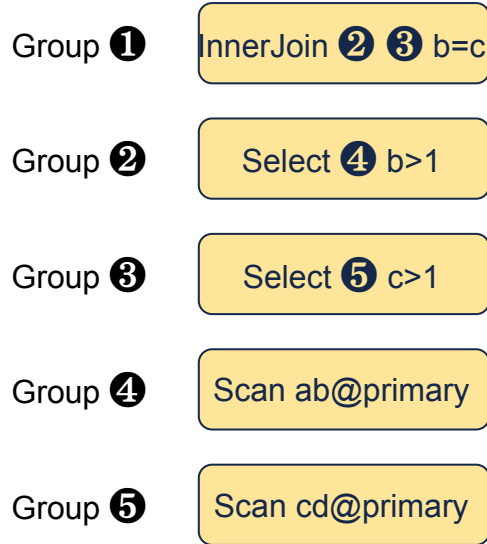 Group ❶ InnerJoin ❷ ❸ b=c
Group ❷ Select ❹ b>1
Group ❸ Select ❺ c>1
Group ❹ Scan ab@primary
Group ❺ Scan cd@primary